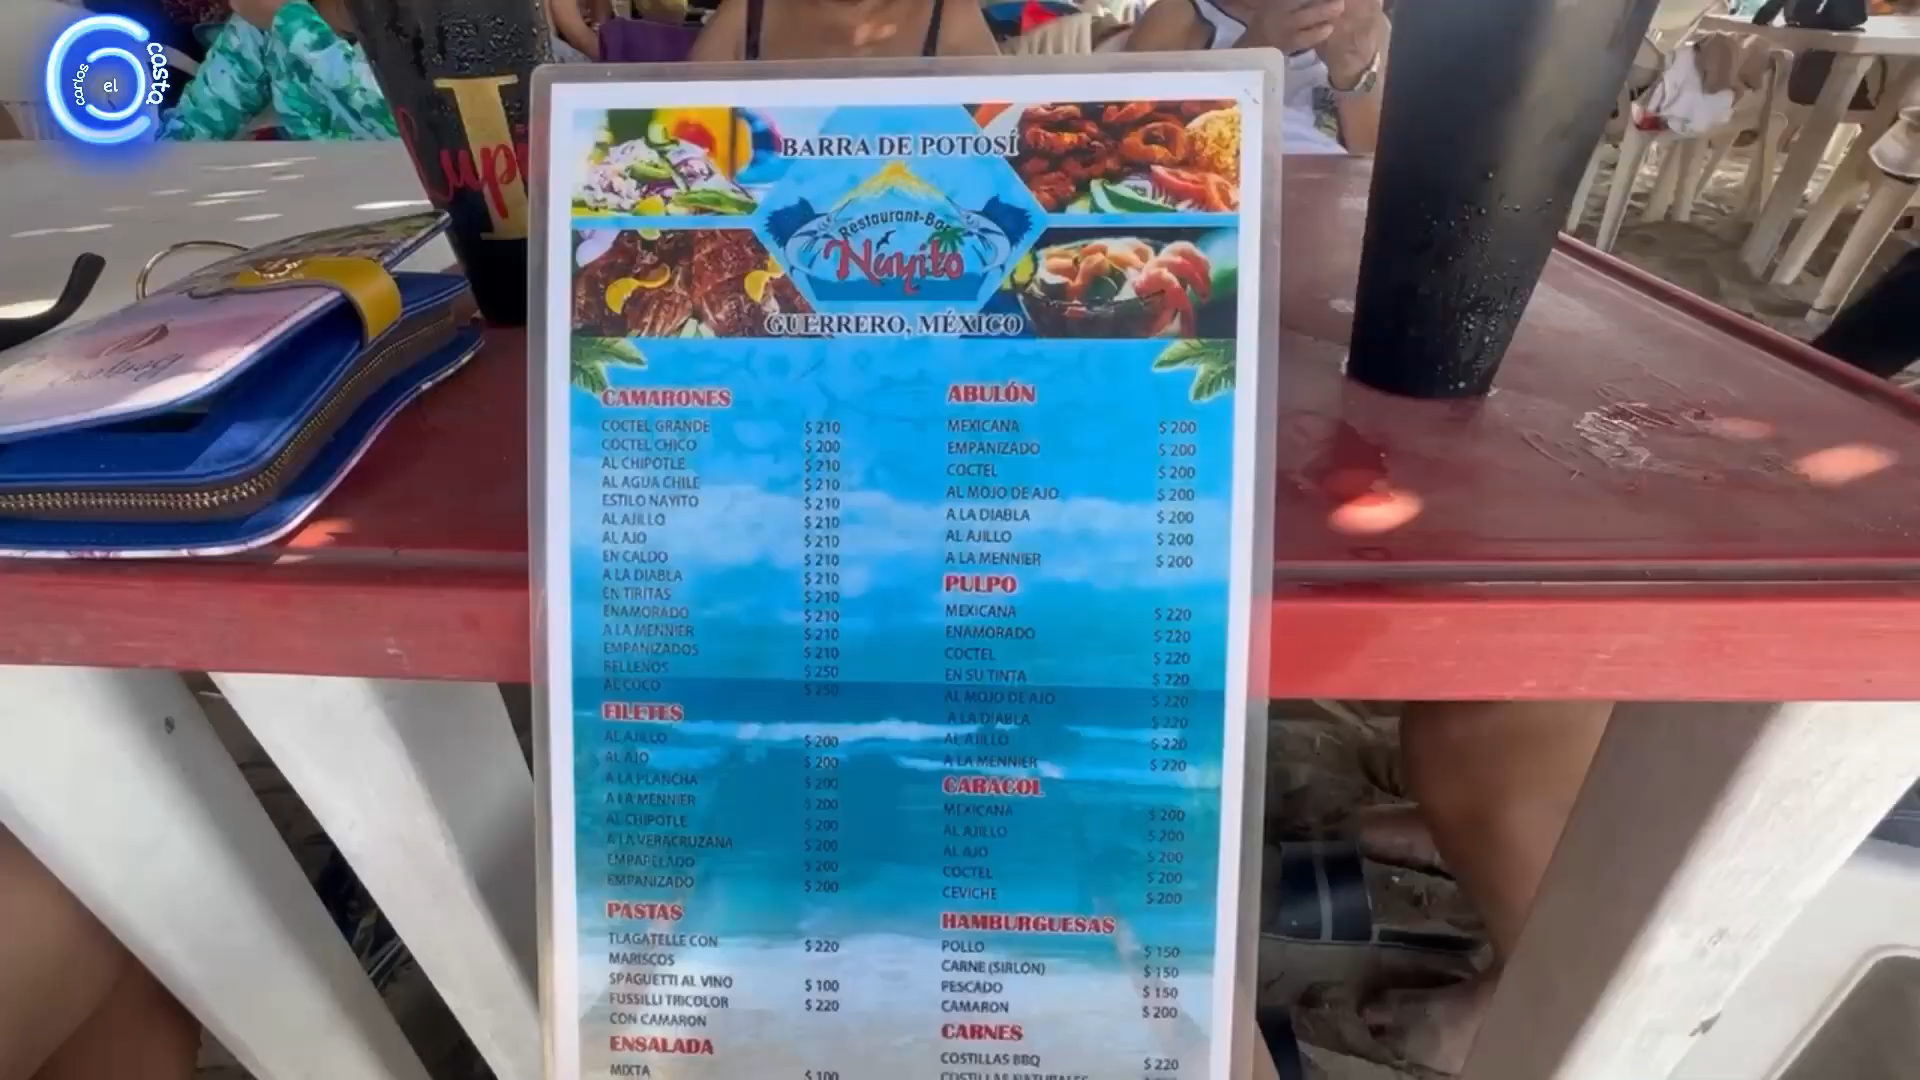 carlos
el
costa
BARRA DE POTOSÍ
Restaurant-Bar
Nayito
GUERRERO, MÉXICO
CAMARONES
COCTEL GRANDE $ 210
COCTEL CHICO $ 200
AL CHIPOTLE $ 210
AL AGUA CHILE $ 210
ESTILO NAYITO $ 210
AL AJILLO $ 210
AL AJO $ 210
EN CALDO $ 210
A LA DIABLA $ 210
EN TIRITAS $ 210
ENAMORADO $ 210
A LA MENNIER $ 210
EMPANIZADOS $ 210
RELLENOS $ 250
AL COCO $ 250
FILETES
AL AJILLO $ 200
AL AJO $ 200
A LA PLANCHA $ 200
A LA MENNIER $ 200
AL CHIPOTLE $ 200
A LA VERACRUZANA $ 200
EMPAPELADO $ 200
EMPANIZADO $ 200
PASTAS
TLAGATELLE CON $ 220
MARISCOS
SPAGUETTI AL VINO $ 100
FUSSILLI TRICOLOR $ 220
CON CAMARON
ENSALADA
MIXTA $ 100
ABULÓN
MEXICANA $ 200
EMPANIZADO $ 200
COCTEL $ 200
AL MOJO DE AJO $ 200
A LA DIABLA $ 200
AL AJILLO $ 200
A LA MENNIER $ 200
PULPO
MEXICANA $ 220
ENAMORADO $ 220
COCTEL $ 220
EN SU TINTA $ 220
AL MOJO DE AJO $ 220
A LA DIABLA $ 220
AL AJILLO $ 220
A LA MENNIER $ 220
CARACOL
MEXICANA $ 200
AL AJILLO $ 200
AL AJO $ 200
COCTEL $ 200
CEVICHE $ 200
HAMBURGUESAS
POLLO $ 150
CARNE (SIRLON) $ 150
PESCADO $ 150
CAMARON $ 200
CARNES
COSTILLAS BBQ $ 220
COSTILLAS NATURALES